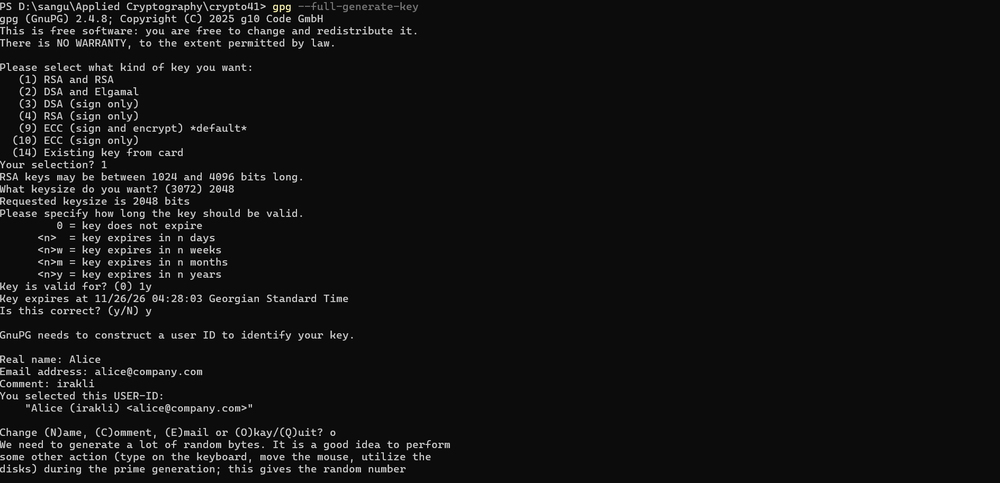 PS D:\sangu\Applied Cryptography\crypto41> gpg --full-generate-key
gpg (GnuPG) 2.4.8; Copyright (C) 2025 g10 Code GmbH
This is free software: you are free to change and redistribute it.
There is NO WARRANTY, to the extent permitted by law.

Please select what kind of key you want:
   (1) RSA and RSA
   (2) DSA and Elgamal
   (3) DSA (sign only)
   (4) RSA (sign only)
   (9) ECC (sign and encrypt) *default*
  (10) ECC (sign only)
  (14) Existing key from card
Your selection? 1
RSA keys may be between 1024 and 4096 bits long.
What keysize do you want? (3072) 2048
Requested keysize is 2048 bits
Please specify how long the key should be valid.
         0 = key does not expire
      <n>  = key expires in n days
      <n>w = key expires in n weeks
      <n>m = key expires in n months
      <n>y = key expires in n years
Key is valid for? (0) 1y
Key expires at 11/26/26 04:28:03 Georgian Standard Time
Is this correct? (y/N) y

GnuPG needs to construct a user ID to identify your key.

Real name: Alice
Email address: alice@company.com
Comment: irakli
You selected this USER-ID:
    "Alice (irakli) <alice@company.com>"

Change (N)ame, (C)omment, (E)mail or (O)kay/(Q)uit? o
We need to generate a lot of random bytes. It is a good idea to perform
some other action (type on the keyboard, move the mouse, utilize the
disks) during the prime generation; this gives the random number